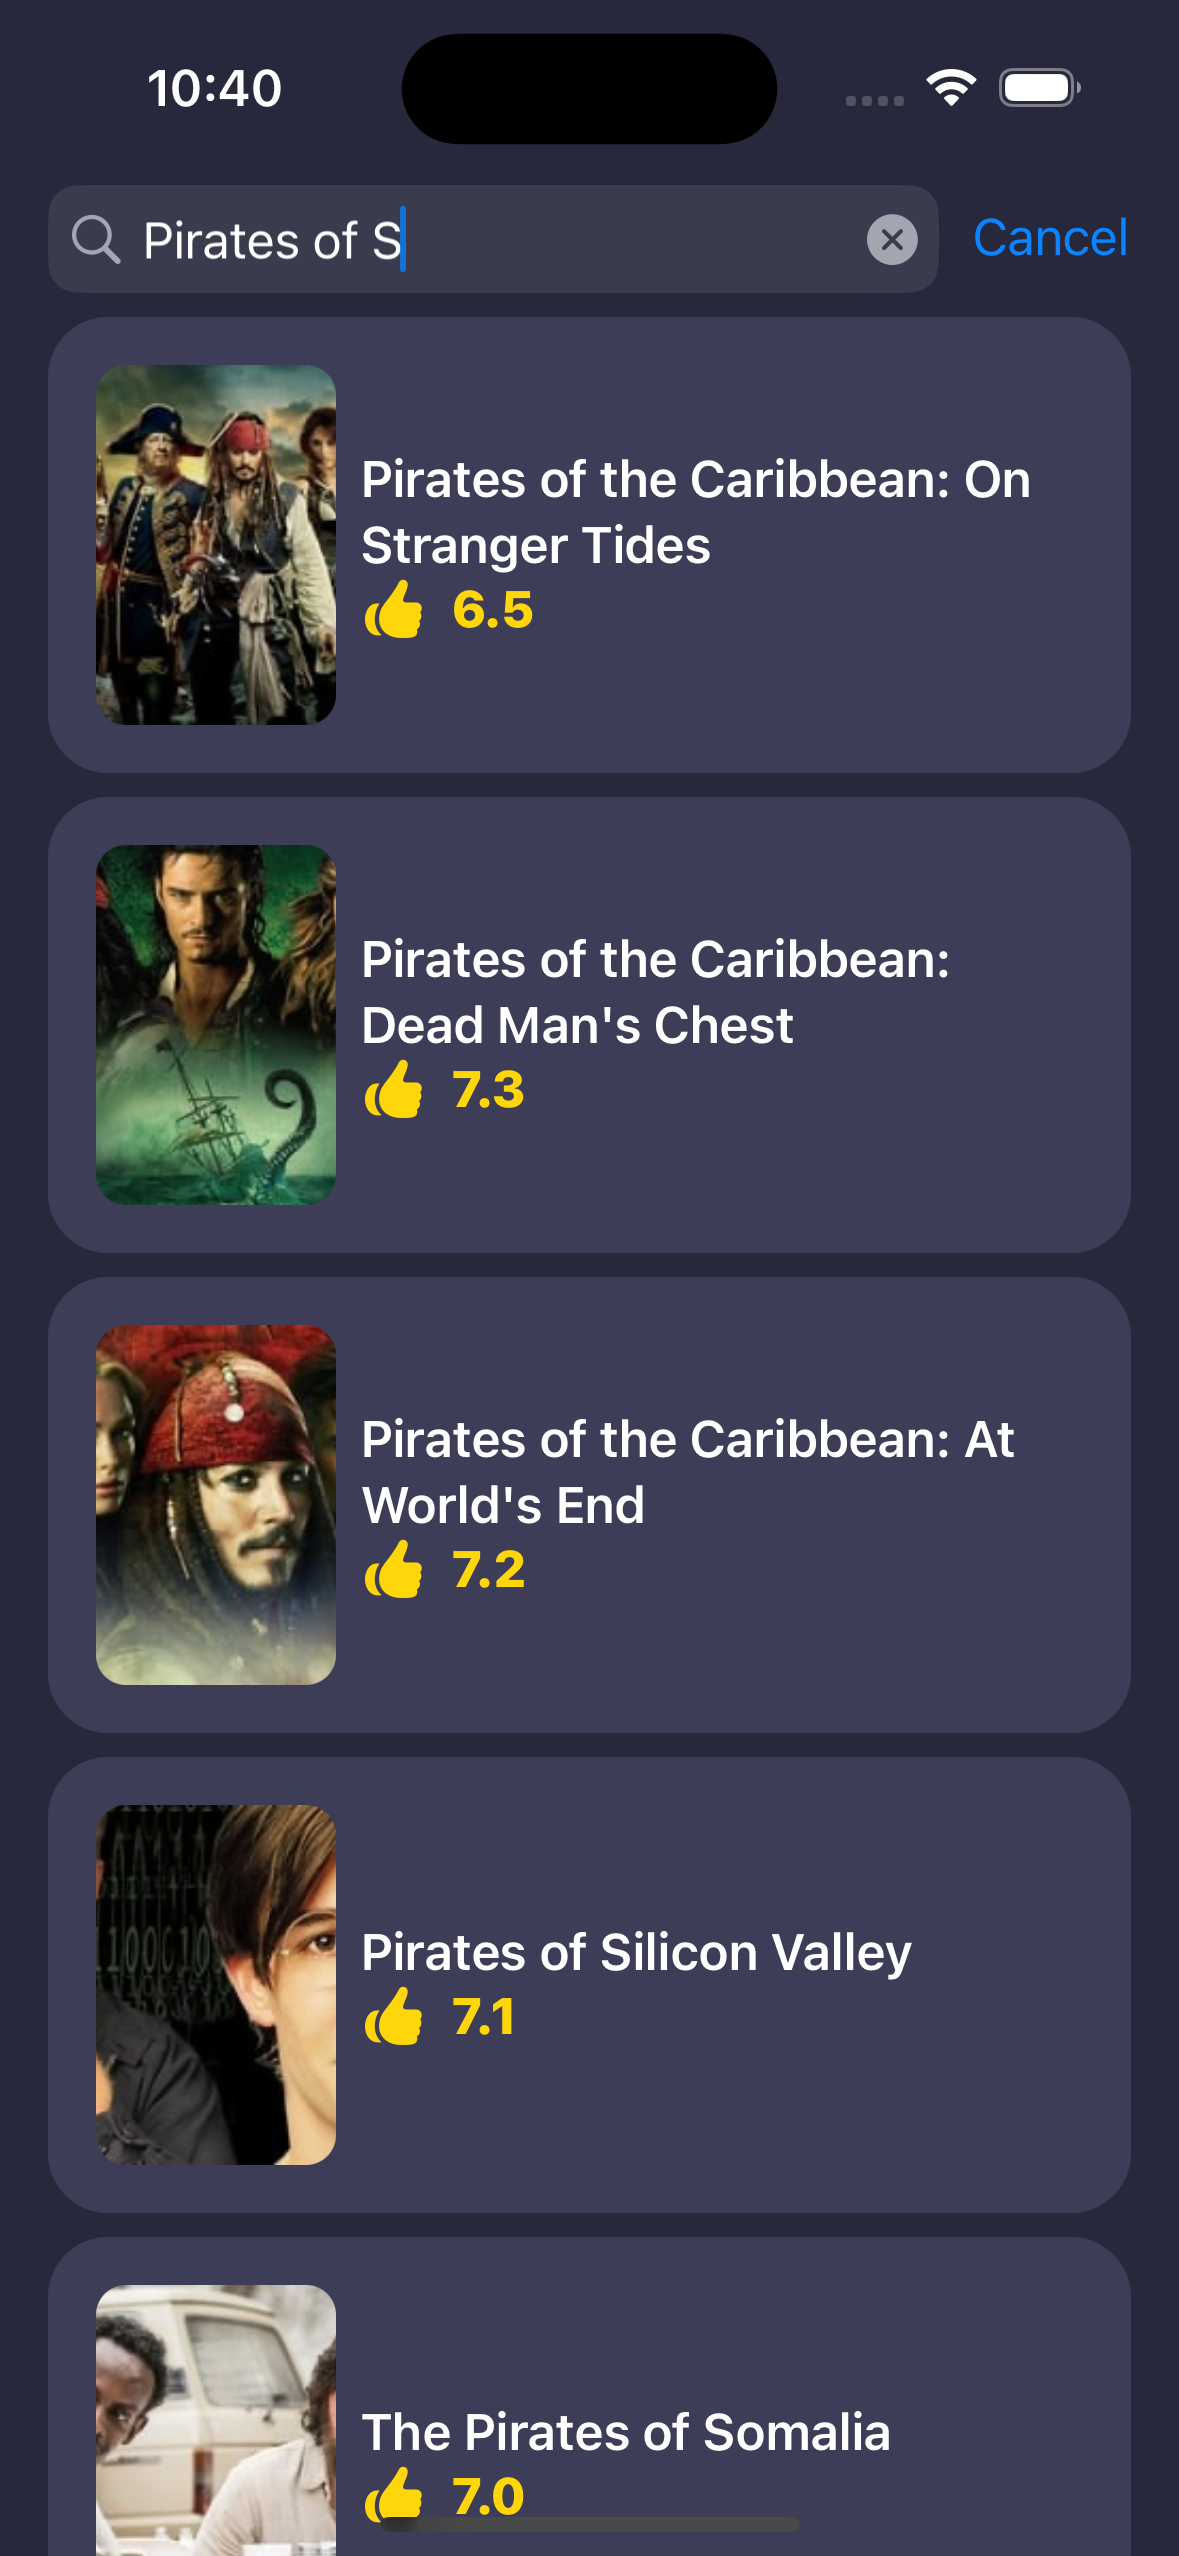 10:40
Pirates of S
Cancel
Pirates of the Caribbean: On
Stranger Tides
6.5
Pirates of the Caribbean:
Dead Man's Chest
7.3
Pirates of the Caribbean: At
World's End
7.2
Pirates of Silicon Valley
7.1
The Pirates of Somalia
7.0